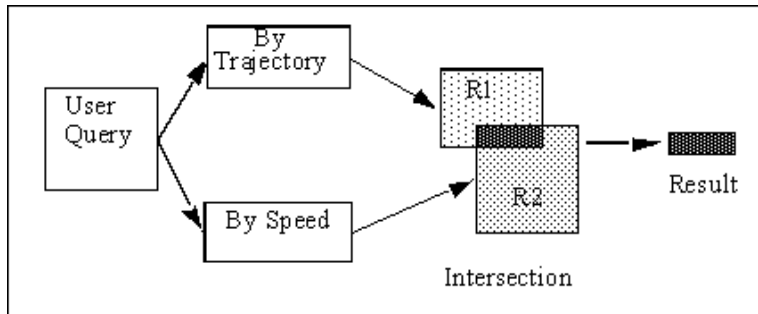 By
Trajectory
User
Query
R1
By Speed
R2
Result
Intersection